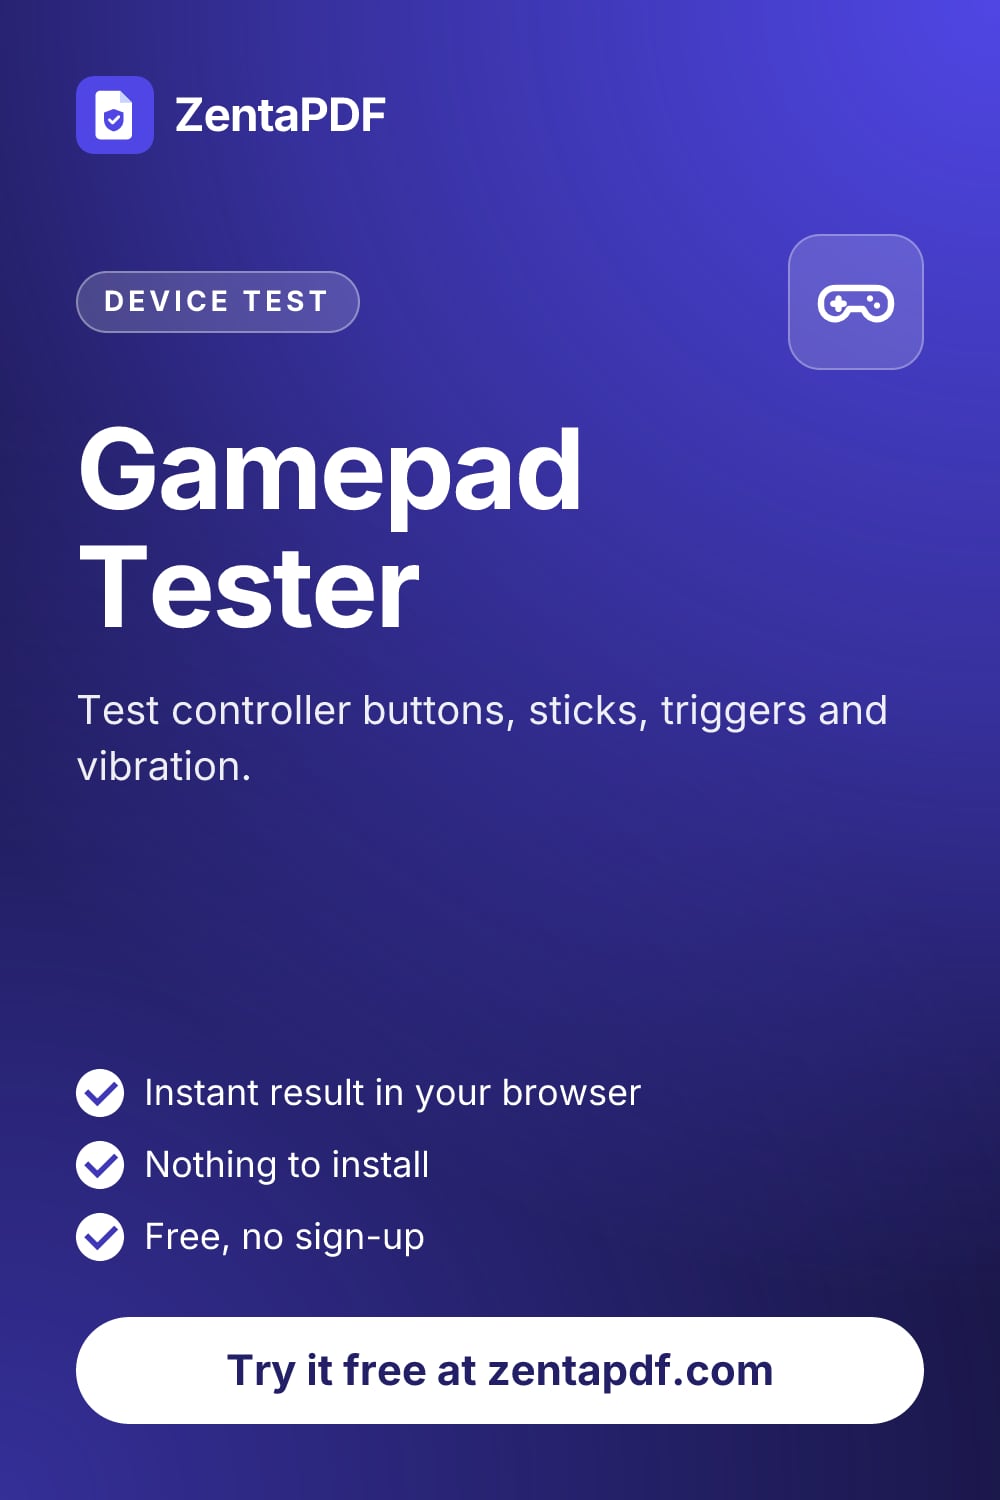 ZentaPDF
DEVICE TEST
Gamepad
Tester
Test controller buttons, sticks, triggers and
vibration.
Instant result in your browser
Nothing to install
Free, no sign-up
Try it free at zentapdf.com